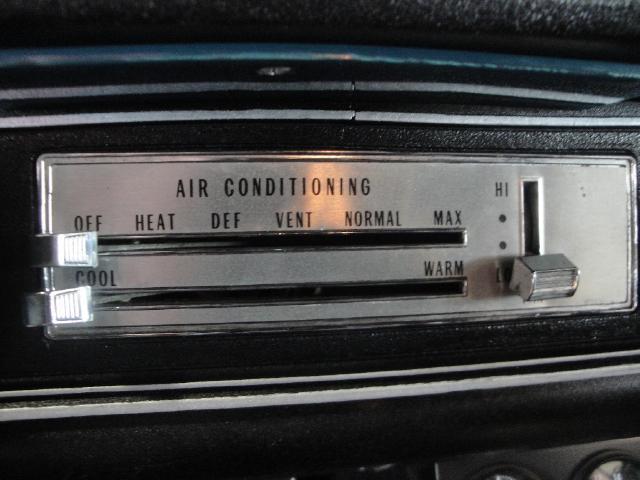 AIR CONDITIONING
HI
OFF HEAT DEF VENT NORMAL MAX
COOL WARM